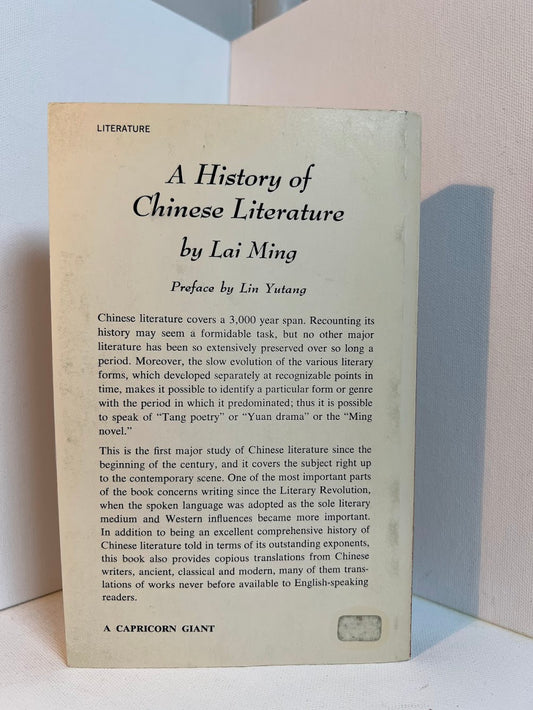 LITERATURE
A History of
Chinese Literature
by Lai Ming
Preface by Lin Yutang
Chinese literature covers a 3,000 year span. Recounting its
history may seem a formidable task, but no other major
literature has been so extensively preserved over so long a
period. Moreover, the slow evolution of the various literary
forms, which developed separately at recognizable points in
time, makes it possible to identify a particular form or genre
with the period in which it predominated; thus it is possible
to speak of “Tang poetry” or “Yuan drama” or the “Ming
novel.”
This is the first major study of Chinese literature since the
beginning of the century, and it covers the subject right up
to the contemporary scene. One of the most important parts
of the book concerns writing since the Literary Revolution,
when the spoken language was adopted as the sole literary
medium and Western influences became more important.
In addition to being an excellent comprehensive history of
Chinese literature told in terms of its outstanding exponents,
this book also provides copious translations from Chinese
writers, ancient, classical and modern, many of them trans-
lations of works never before available to English-speaking
readers.
A CAPRICORN GIANT